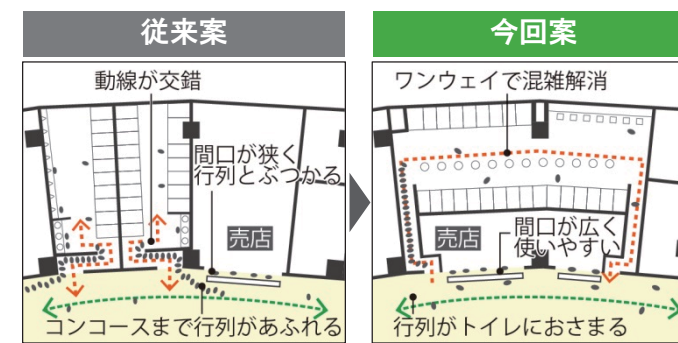 従来案
動線が交錯
間口が狭く
行列とぶつかる
売店
コンコースまで行列があふれる
今回案
ワンウェイで混雑解消
売店
間口が広く
使いやすい
行列がトイレにおさまる